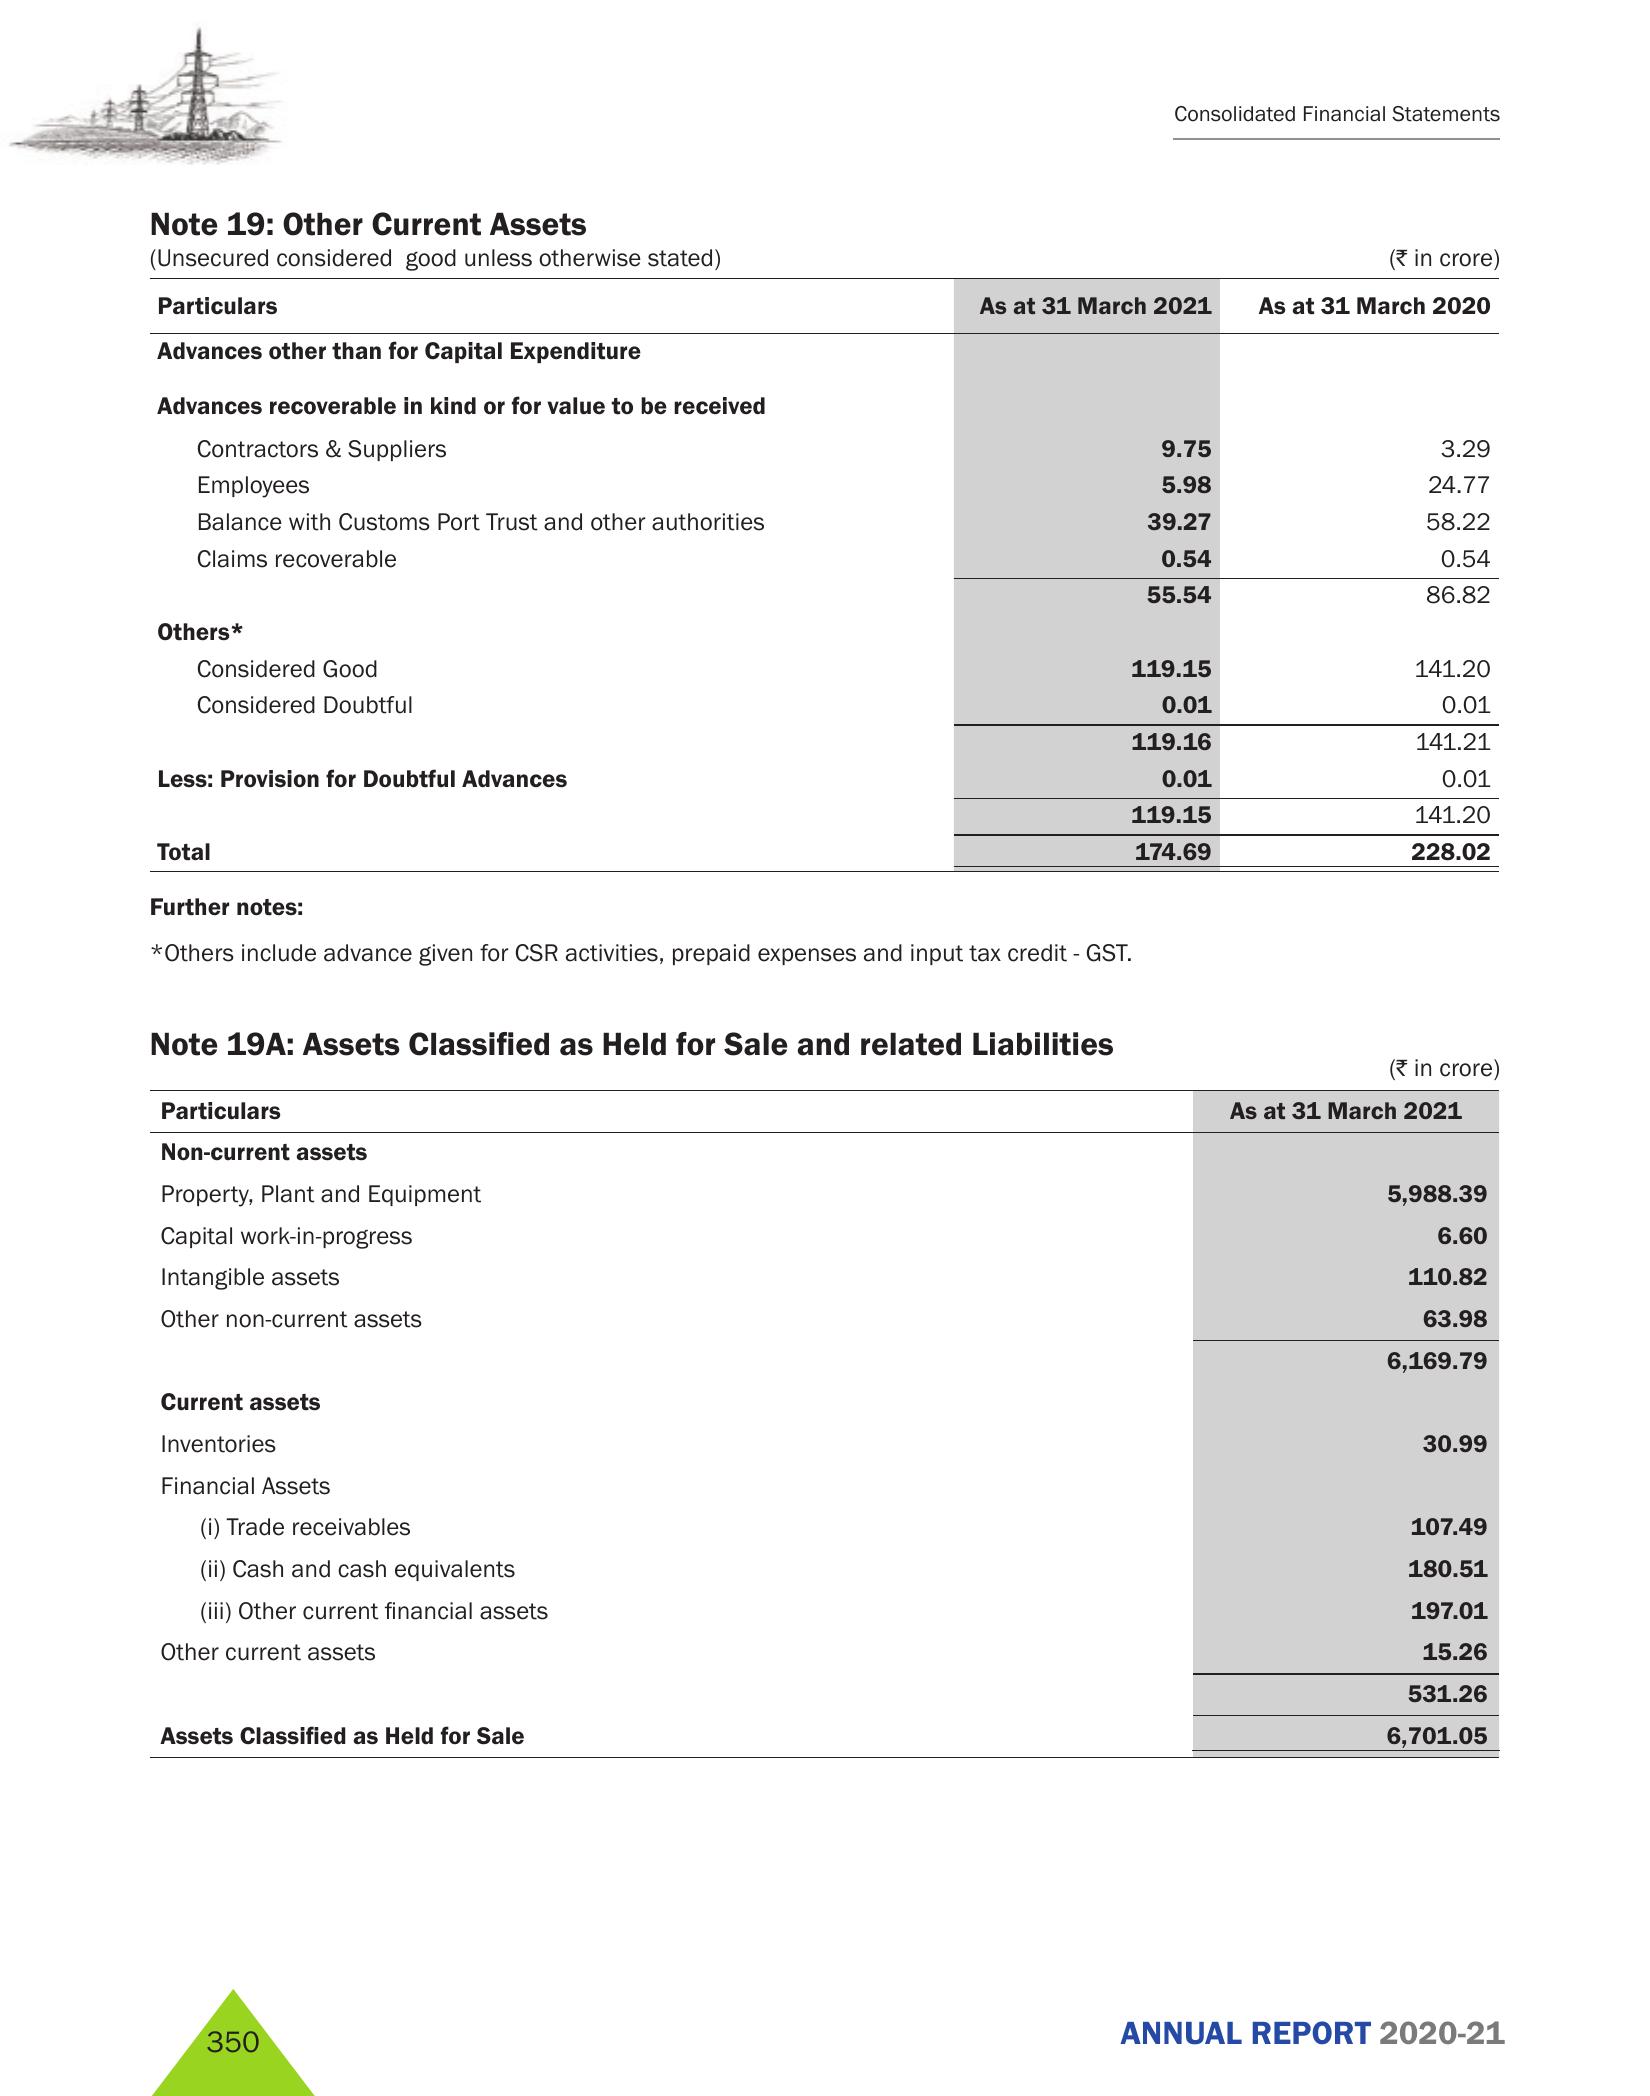 Consolidated Financial Statements
Note 19: Other Current Assets
(Unsecured considered good unless otherwise stated) (₹ in crore)
Particulars As at 31 March 2021 As at 31 March 2020
Advances other than for Capital Expenditure
Advances recoverable in kind or for value to be received
Contractors & Suppliers 9.75 3.29
Employees 5.98 24.77
Balance with Customs Port Trust and other authorities 39.27 58.22
Claims recoverable 0.54 0.54
55.54 86.82
Others*
Considered Good 119.15 141.20
Considered Doubtful 0.01 0.01
119.16 141.21
Less: Provision for Doubtful Advances 0.01 0.01
119.15 141.20
Total 174.69 228.02
Further notes:
*Others include advance given for CSR activities, prepaid expenses and input tax credit - GST.
Note 19A: Assets Classified as Held for Sale and related Liabilities
(₹ in crore)
Particulars As at 31 March 2021
Non-current assets
Property, Plant and Equipment 5,988.39
Capital work-in-progress 6.60
Intangible assets 110.82
Other non-current assets 63.98
6,169.79
Current assets
Inventories 30.99
Financial Assets
(i) Trade receivables 107.49
(ii) Cash and cash equivalents 180.51
(iii) Other current financial assets 197.01
Other current assets 15.26
531.26
Assets Classified as Held for Sale 6,701.05
350
ANNUAL REPORT 2020-21